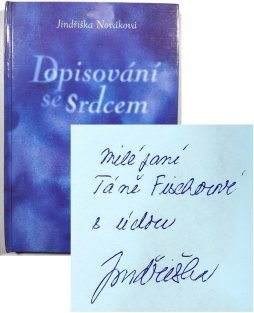 Jindřiška Nováková
Dopisování
se srdcem
milé paní
Táně Fischerové
s úctou
Jindřiška